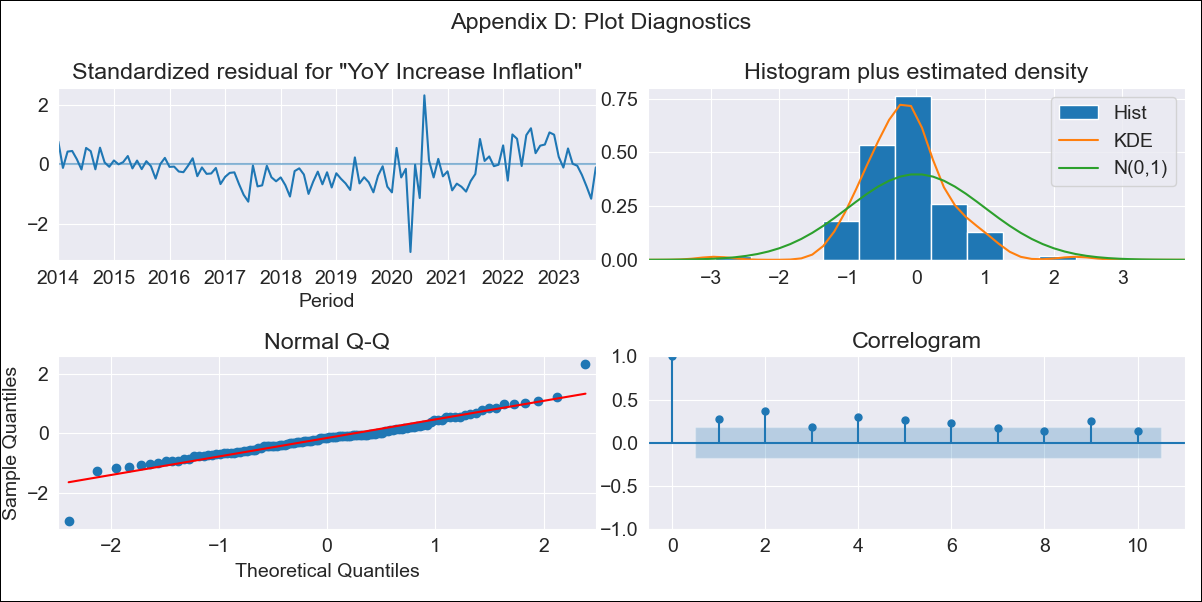 Appendix D: Plot Diagnostics
Standardized residual for "YoY Increase Inflation"
2
0
−2
2014 2015 2016 2017 2018 2019 2020 2021 2022 2023
Period
Histogram plus estimated density
0.75
0.50
0.25
0.00
Hist
KDE
N(0,1)
−3 −2 −1 0 1 2 3
Normal Q-Q
Sample Quantiles
2
0
−2
−2 −1 0 1 2
Theoretical Quantiles
Correlogram
1.0
0.5
0.0
−0.5
−1.0
0 2 4 6 8 10